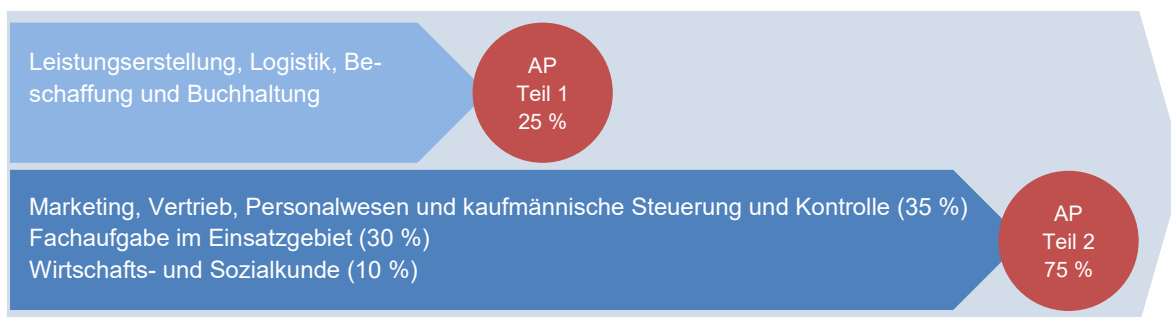 Leistungserstellung, Logistik, Be-
schaffung und Buchhaltung
AP
Teil 1
25 %
Marketing, Vertrieb, Personalwesen und kaufmännische Steuerung und Kontrolle (35 %)
Fachaufgabe im Einsatzgebiet (30 %)
Wirtschafts- und Sozialkunde (10 %)
AP
Teil 2
75 %